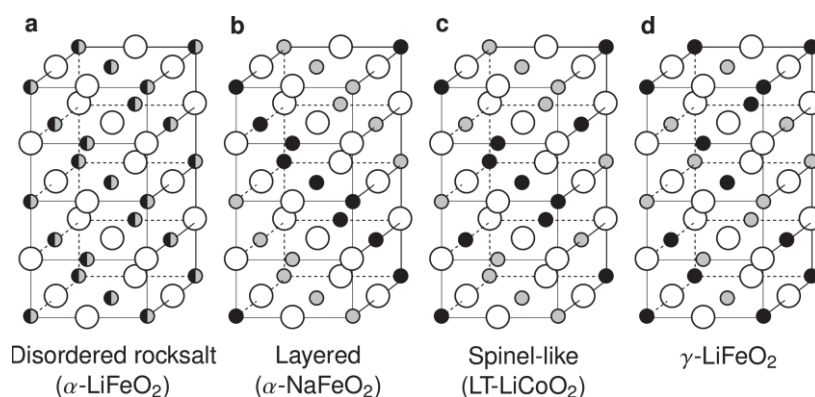 a
b
c
d
Disordered rocksalt
(α-LiFeO₂)
Layered
(α-NaFeO₂)
Spinel-like
(LT-LiCoO₂)
γ-LiFeO₂